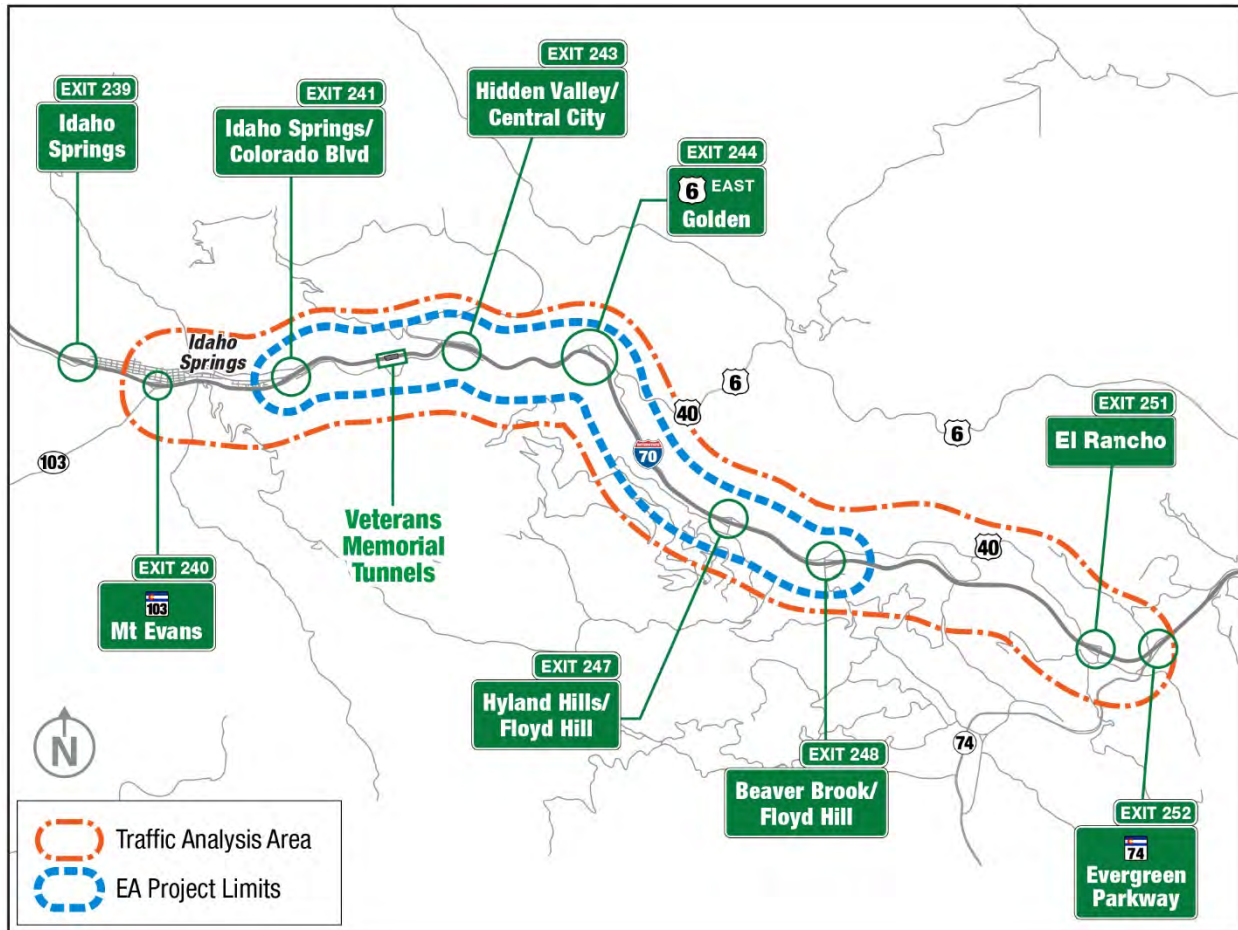 EXIT 239
Idaho
Springs
EXIT 241
Idaho Springs/
Colorado Blvd
EXIT 243
Hidden Valley/
Central City
EXIT 244
6 EAST
Golden
Idaho
Springs
6
40
EXIT 251
El Rancho
6
103
INTERSTATE
70
Veterans
Memorial
Tunnels
40
EXIT 240
103
Mt Evans
EXIT 247
Hyland Hills/
Floyd Hill
74
EXIT 248
Beaver Brook/
Floyd Hill
EXIT 252
74
Evergreen
Parkway
N
Traffic Analysis Area
EA Project Limits